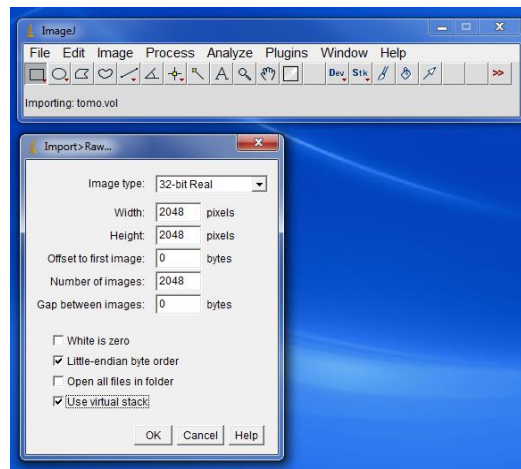 ImageJ
File Edit Image Process Analyze Plugins Window Help
A Dev Stk >>
Importing: tomo.vol
Import>Raw...
Image type: 32-bit Real
Width: 2048 pixels
Height: 2048 pixels
Offset to first image: 0 bytes
Number of images: 2048
Gap between images: 0 bytes
White is zero
Little-endian byte order
Open all files in folder
Use virtual stack
OK Cancel Help